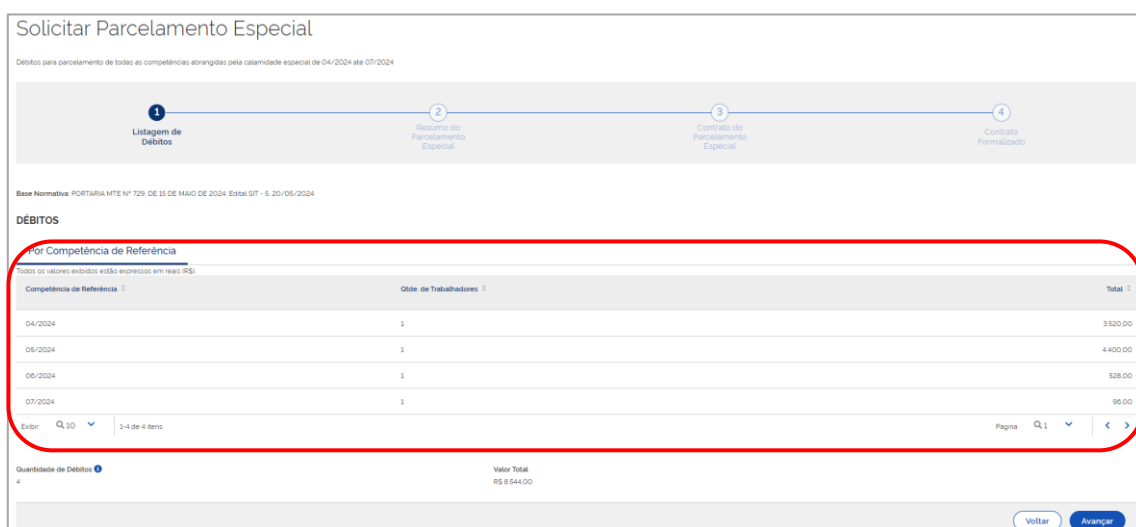 Solicitar Parcelamento Especial
Débitos para parcelamento de todas as competências abrangidas pela calamidade especial de 04/2024 até 07/2024
1 2 3 4
Listagem de Débitos
Resumo do Parcelamento Especial
Contrato do Parcelamento Especial
Contrato Formalizado
Base Normativa: PORTARIA MTE Nº 729, DE 15 DE MAIO DE 2024, Edital SIT - 5, 20/05/2024
DÉBITOS
Por Competência de Referência
Todos os valores exibidos estão expressos em reais (R$).
Competência de Referência Qtde. de Trabalhadores Total
04/2024 1 3.520,00
05/2024 1 4.400,00
06/2024 1 528,00
07/2024 1 96,00
Exibir: 10 1-4 de 4 itens Página 1
Quantidade de Débitos Valor Total
4 R$ 8.544,00
Voltar Avançar